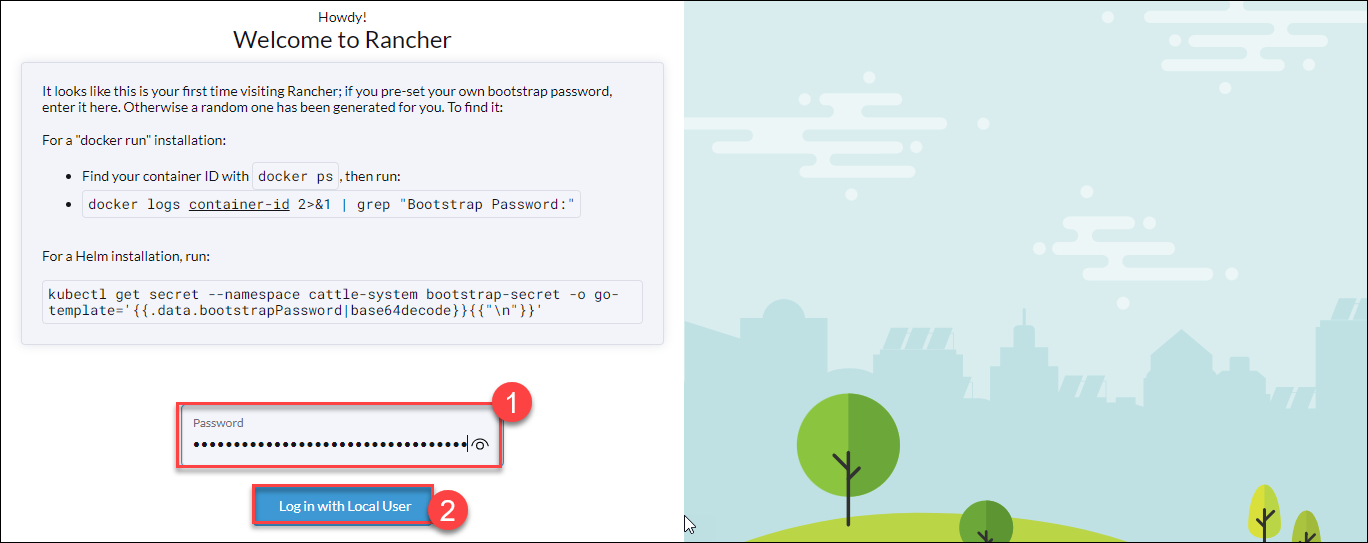 Howdy!
Welcome to Rancher
It looks like this is your first time visiting Rancher; if you pre-set your own bootstrap password,
enter it here. Otherwise a random one has been generated for you. To find it:
For a "docker run" installation:
• Find your container ID with docker ps, then run:
• docker logs container-id 2>&1 | grep "Bootstrap Password:"
For a Helm installation, run:
kubectl get secret --namespace cattle-system bootstrap-secret -o go-
template='{{.data.bootstrapPassword|base64decode}}{{"\n"}}'
1
Password
Log in with Local User
2